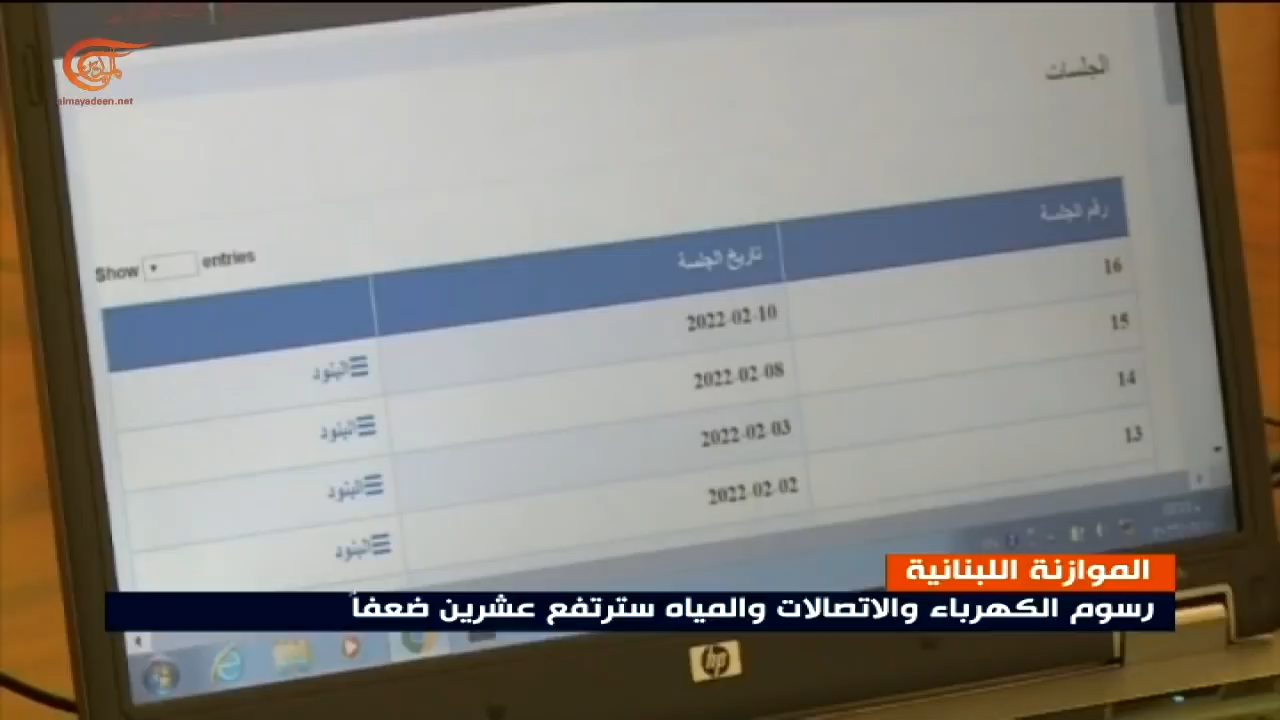 almayadeen.net
الجلسات
Show entries
رقم الجلسة تاريخ الجلسة
16 2022-02-10 البنود
15 2022-02-08 البنود
14 2022-02-03 البنود
13 2022-02-02 البنود
الموازنة اللبنانية
رسوم الكهرباء والاتصالات والمياه سترتفع عشرين ضعفاً
hp